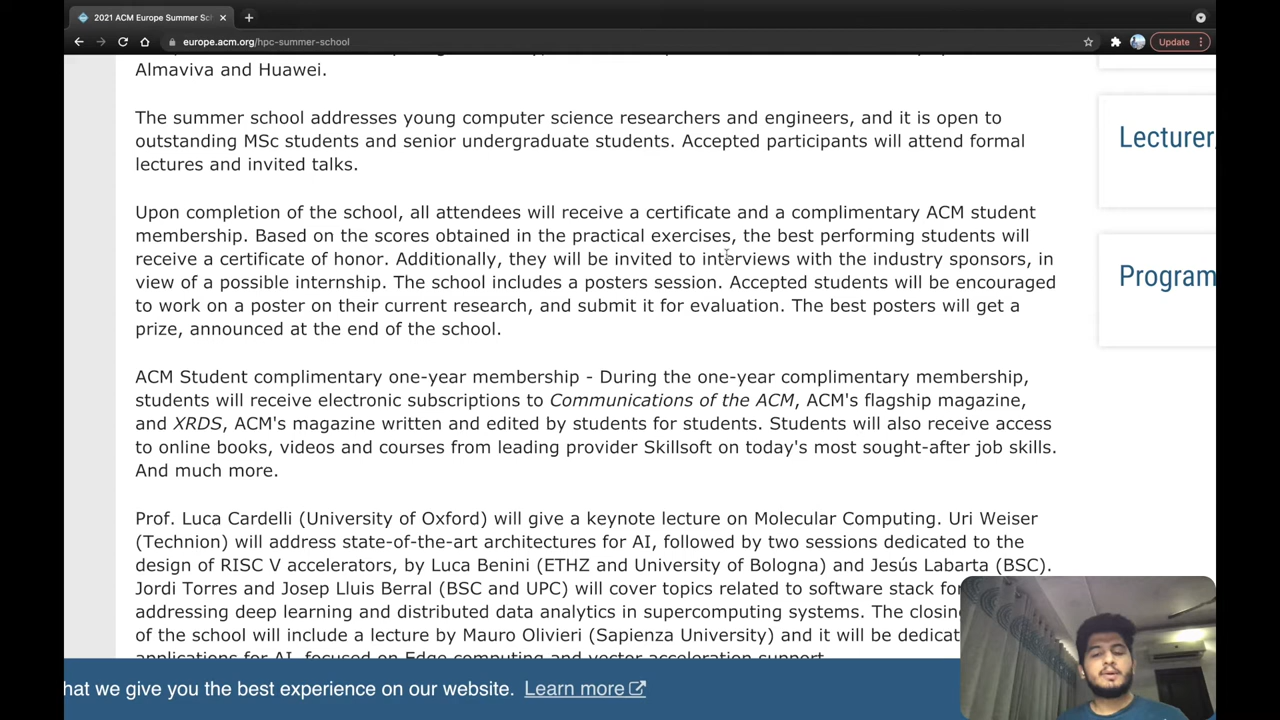 2021 ACM Europe Summer Sc
europe.acm.org/hpc-summer-school
Update
Almaviva and Huawei.
The summer school addresses young computer science researchers and engineers, and it is open to
outstanding MSc students and senior undergraduate students. Accepted participants will attend formal
lectures and invited talks.
Upon completion of the school, all attendees will receive a certificate and a complimentary ACM student
membership. Based on the scores obtained in the practical exercises, the best performing students will
receive a certificate of honor. Additionally, they will be invited to interviews with the industry sponsors, in
view of a possible internship. The school includes a posters session. Accepted students will be encouraged
to work on a poster on their current research, and submit it for evaluation. The best posters will get a
prize, announced at the end of the school.
ACM Student complimentary one-year membership - During the one-year complimentary membership,
students will receive electronic subscriptions to Communications of the ACM, ACM's flagship magazine,
and XRDS, ACM's magazine written and edited by students for students. Students will also receive access
to online books, videos and courses from leading provider Skillsoft on today's most sought-after job skills.
And much more.
Prof. Luca Cardelli (University of Oxford) will give a keynote lecture on Molecular Computing. Uri Weiser
(Technion) will address state-of-the-art architectures for AI, followed by two sessions dedicated to the
design of RISC V accelerators, by Luca Benini (ETHZ and University of Bologna) and Jesús Labarta (BSC).
Jordi Torres and Josep Lluis Berral (BSC and UPC) will cover topics related to software stack for
addressing deep learning and distributed data analytics in supercomputing systems. The closing
of the school will include a lecture by Mauro Olivieri (Sapienza University) and it will be dedicat
applications for AI, focused on Edge computing and vector acceleration support.
Lecturer,
Program
hat we give you the best experience on our website. Learn more